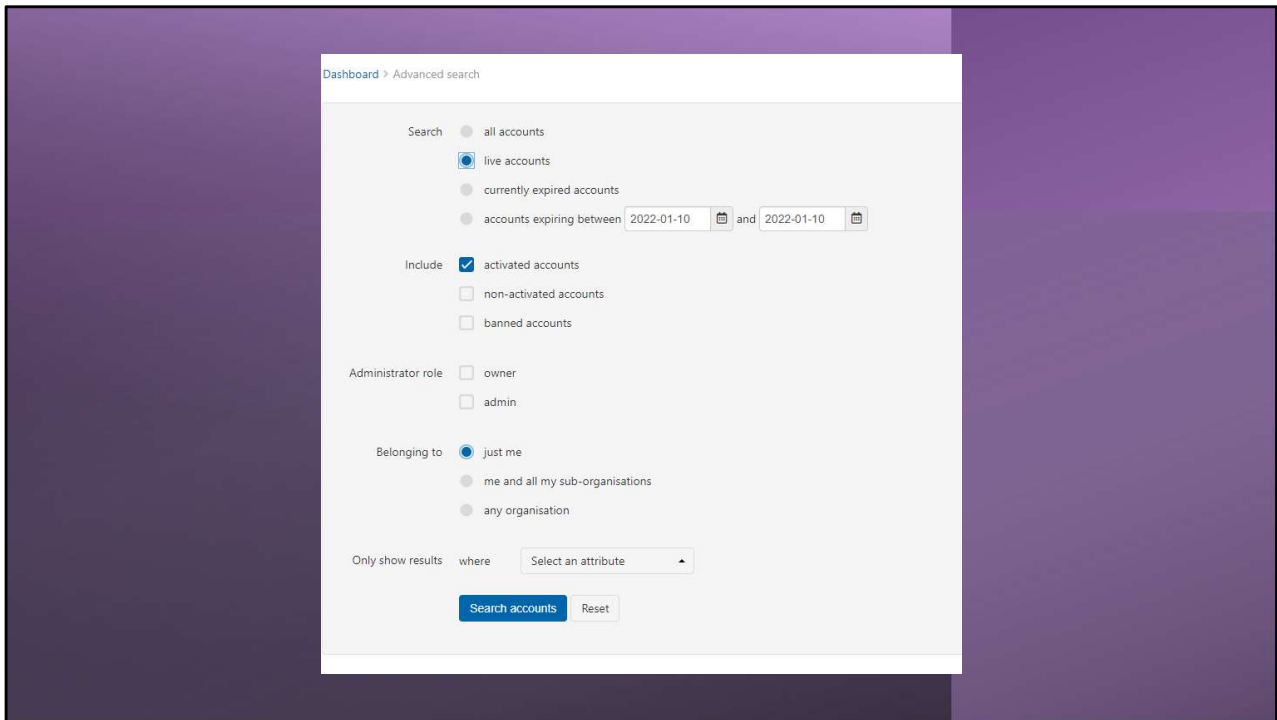 Dashboard > Advanced search
Search all accounts
live accounts
currently expired accounts
accounts expiring between 2022-01-10 and 2022-01-10
Include activated accounts
non-activated accounts
banned accounts
Administrator role owner
admin
Belonging to just me
me and all my sub-organisations
any organisation
Only show results where Select an attribute
Search accounts Reset